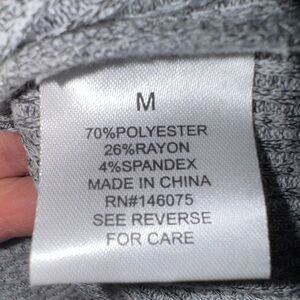 M
70%POLYESTER
26%RAYON
4%SPANDEX
MADE IN CHINA
RN#146075
SEE REVERSE
FOR CARE